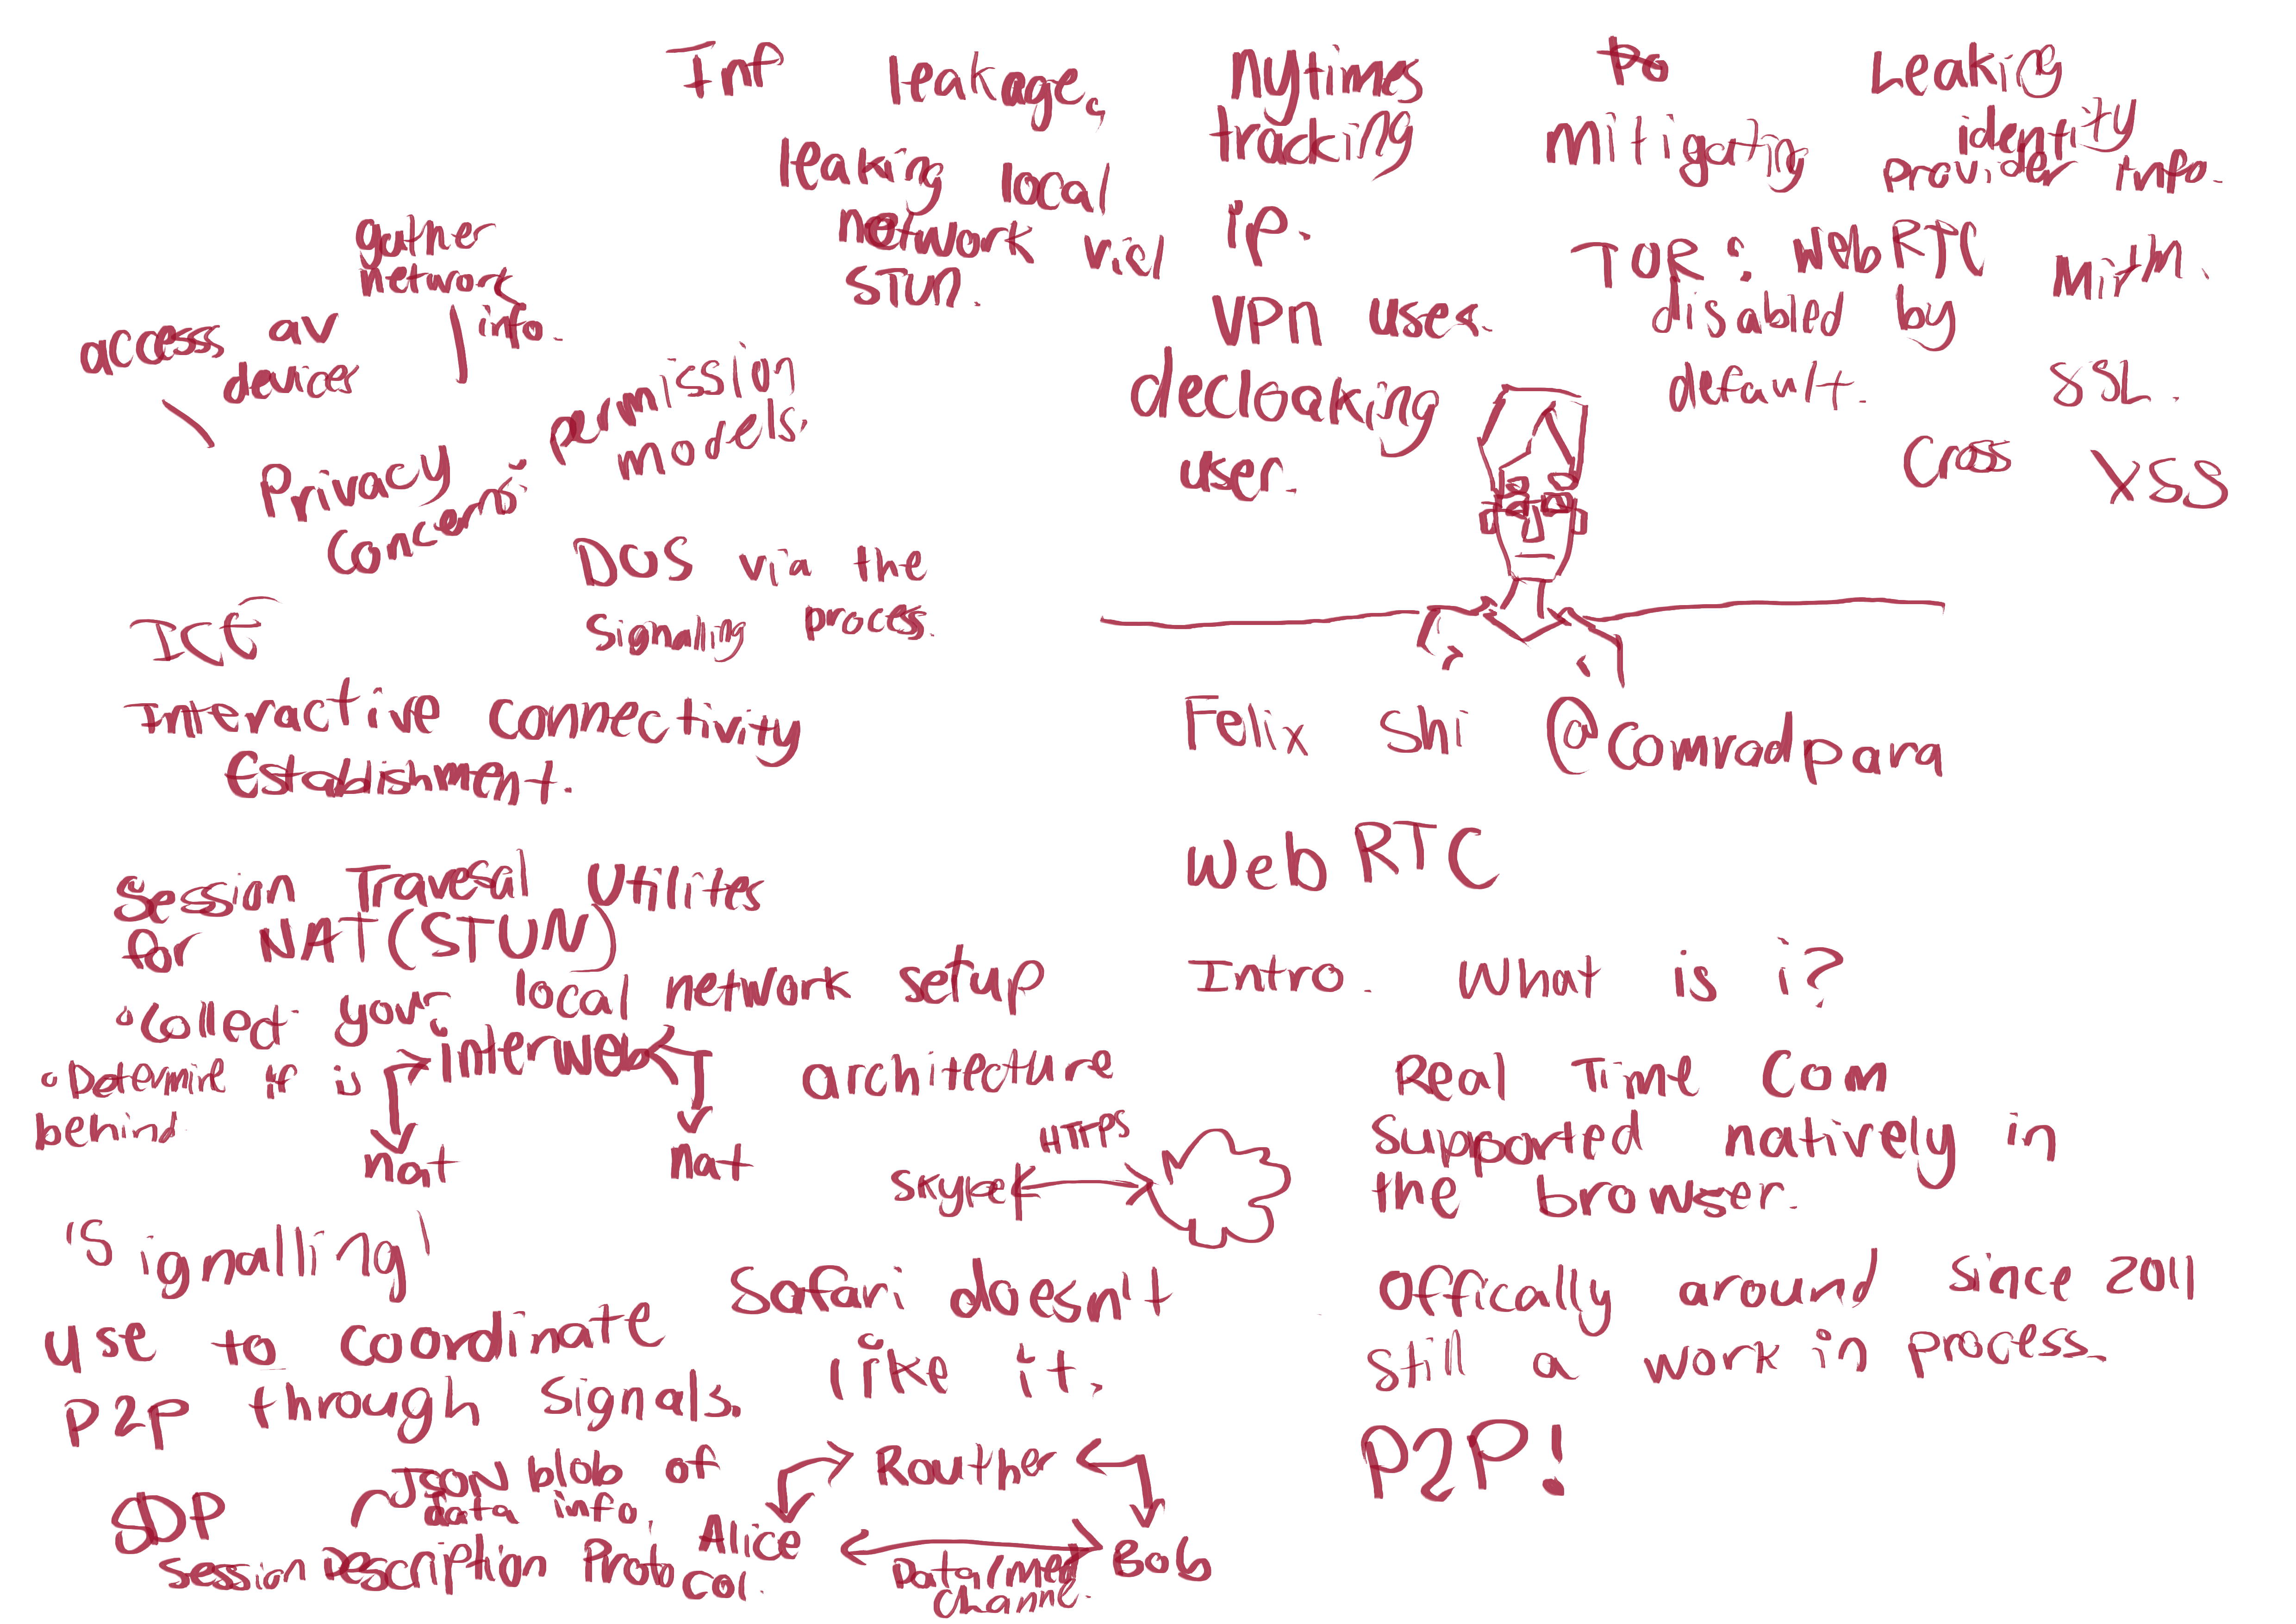 Felix Shi @comradpara
Web RTC
Intro. What is i?
Real Time Com
Supported natively in
the browser.
Offically around since 2011
Still a work in process.
P2P!
architecture
HTTPS
Skype
Safari doesn't
like it.
Router
Alice
Bob
channel.
'Signalling'
use to coordinate
P2P through signals.
JSON blob of
data info.
SDP
Session Description Protocol.
ICE
Interactive Connectivity
Establishment.
Session Travesal Utilites
for NAT (STUN)
Collect your local network setup
Determine if is
behind
interweb
nat
nat
Privacy
Concerns:
access av
devices
gather
network
info.
permission
models.
DOS via the
Signalling process.
Inf leakage,
leaking local
network via
STUN.
nytimes
tracking
ip.
VPN uses.
decloaking
user.
Po
Mitigating
TOR: Web RTC
disabled by
default.
Leaking
identity
provider info.
Mitm.
SSL.
Cross XSS